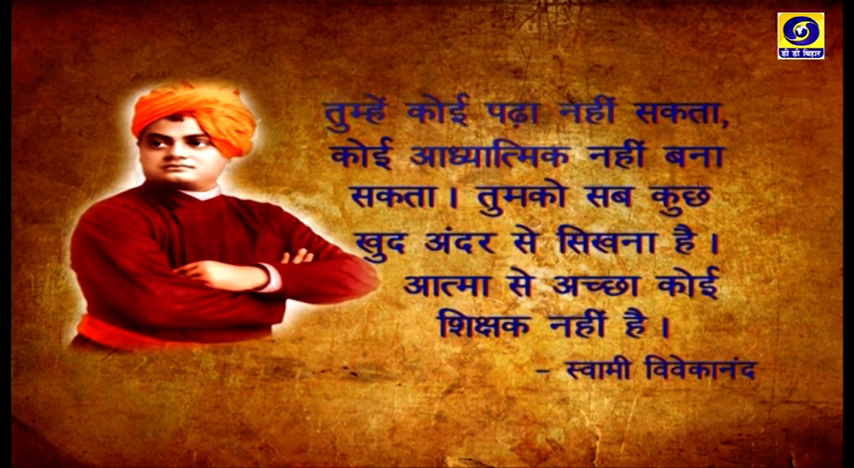 डी डी बिहार
तुम्हें कोई पढ़ा नहीं सकता,
कोई आध्यात्मिक नहीं बना
सकता। तुमको सब कुछ
खुद अंदर से सिखना है।
आत्मा से अच्छा कोई
शिक्षक नहीं है।
- स्वामी विवेकानंद